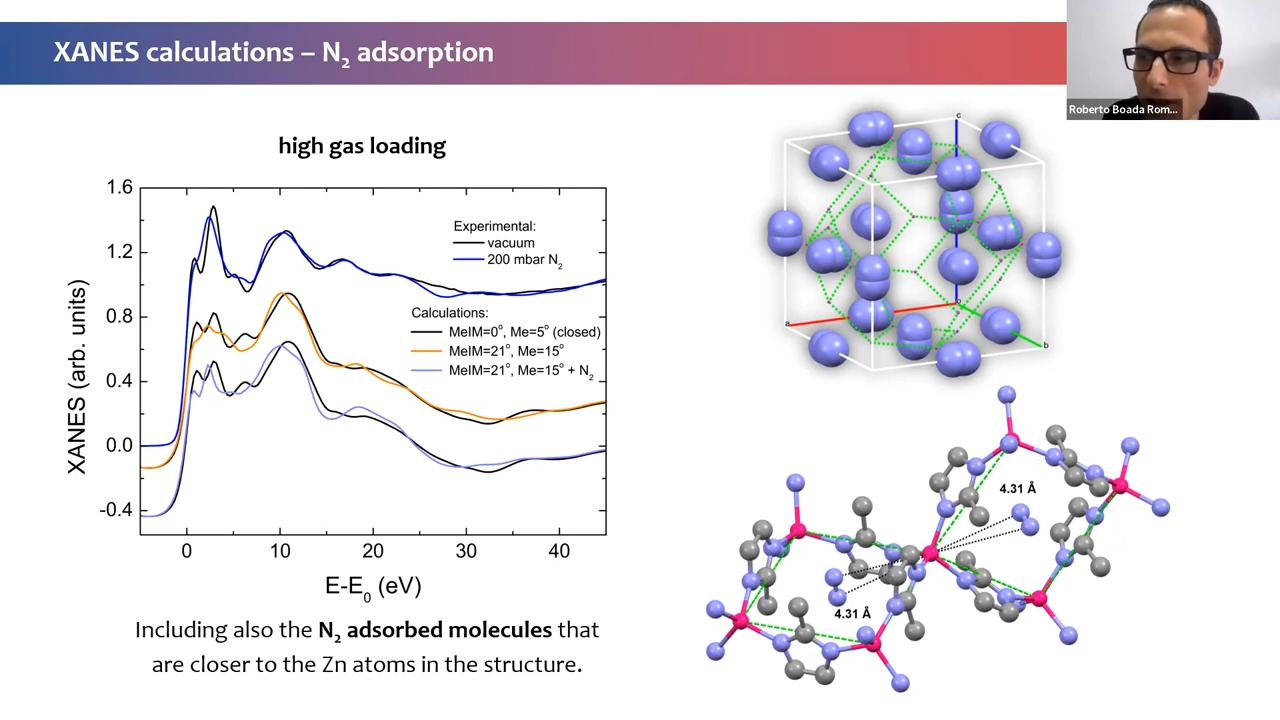 XANES calculations – N2 adsorption
Roberto Boada Rom...
high gas loading
XANES (arb. units)
1.6
1.2
0.8
0.4
0.0
-0.4
Experimental:
vacuum
200 mbar N2
Calculations:
MeIM=0°, Me=5° (closed)
MeIM=21°, Me=15°
MeIM=21°, Me=15° + N2
0
10
20
30
40
E-E0 (eV)
Including also the N2 adsorbed molecules that
are closer to the Zn atoms in the structure.
c
a
o
b
4.31 Å
4.31 Å